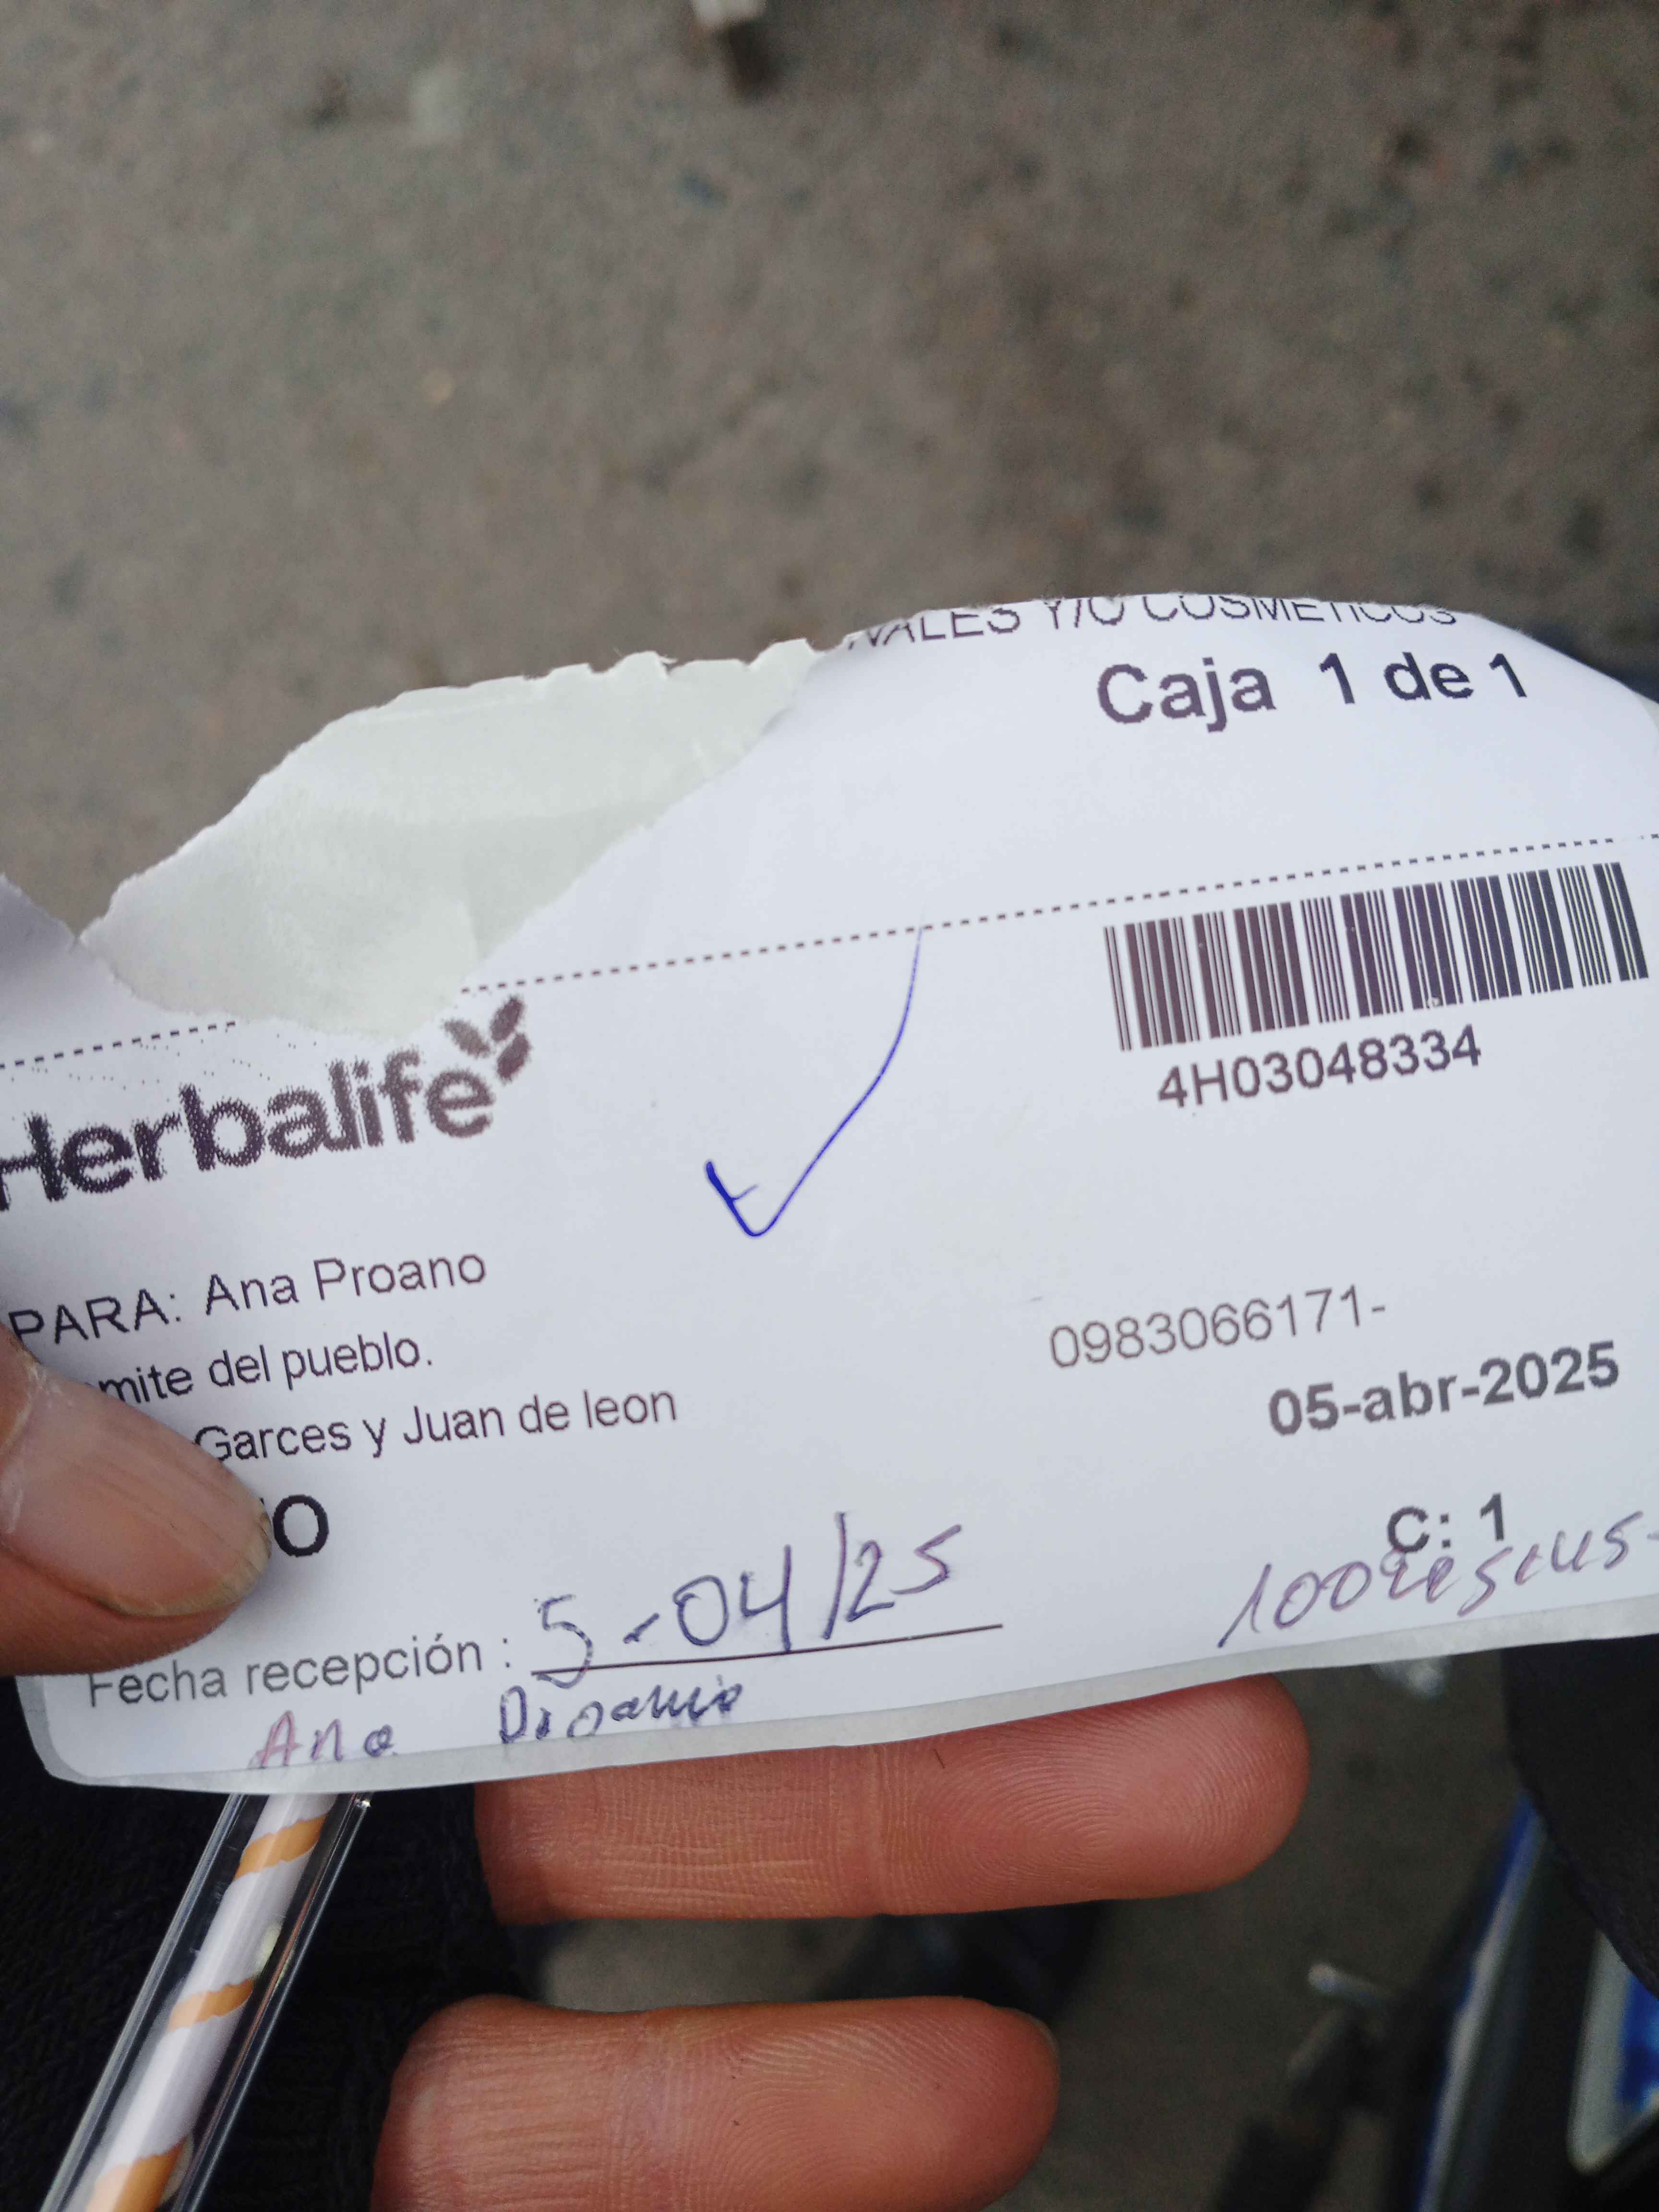 NALES Y/O COSMETICOS
Caja 1 de 1
4H03048334
Herbalife
PARA: Ana Proano
mite del pueblo.
Garces y Juan de leon
0983066171-
05-abr-2025
O
C: 1
Fecha recepción : 5-04/25
Ana